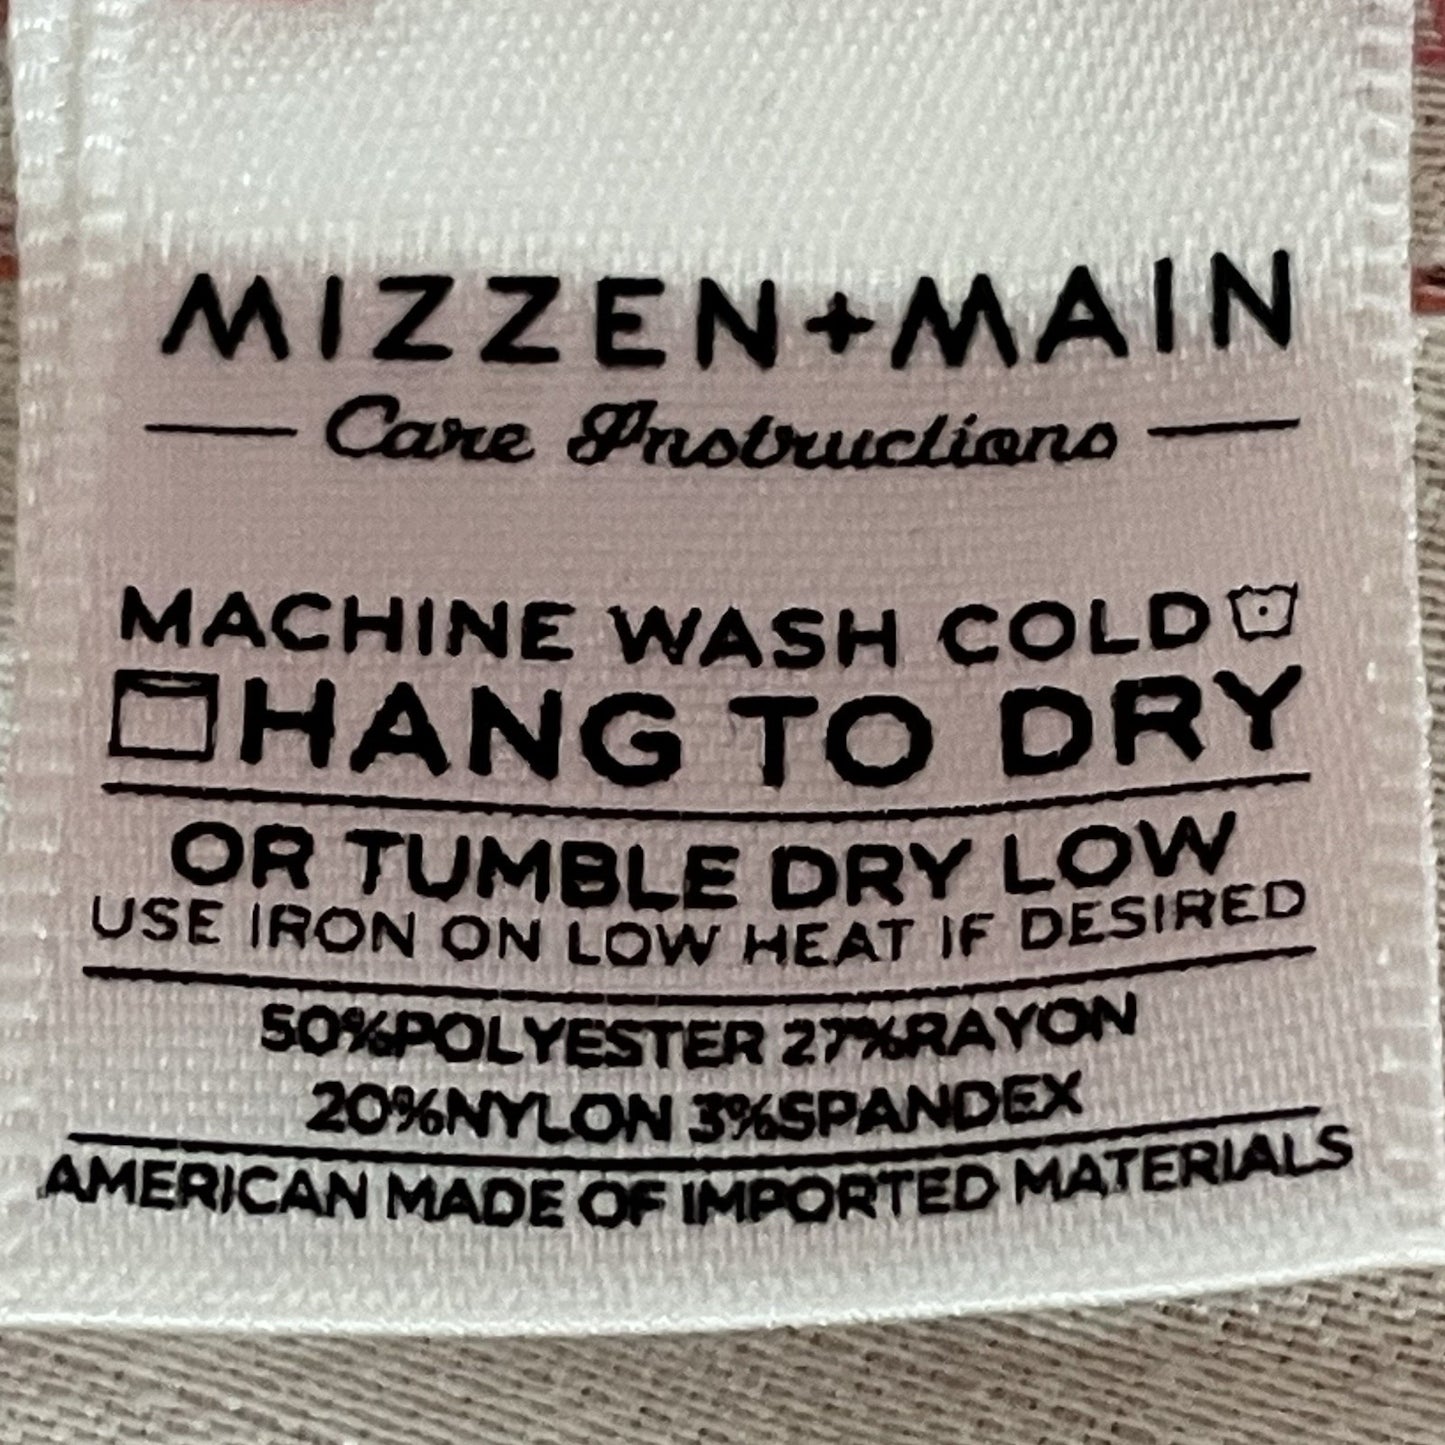 MIZZEN+MAIN
Care Instructions
MACHINE WASH COLD
HANG TO DRY
OR TUMBLE DRY LOW
USE IRON ON LOW HEAT IF DESIRED
50%POLYESTER 27%RAYON
20%NYLON 3%SPANDEX
AMERICAN MADE OF IMPORTED MATERIALS